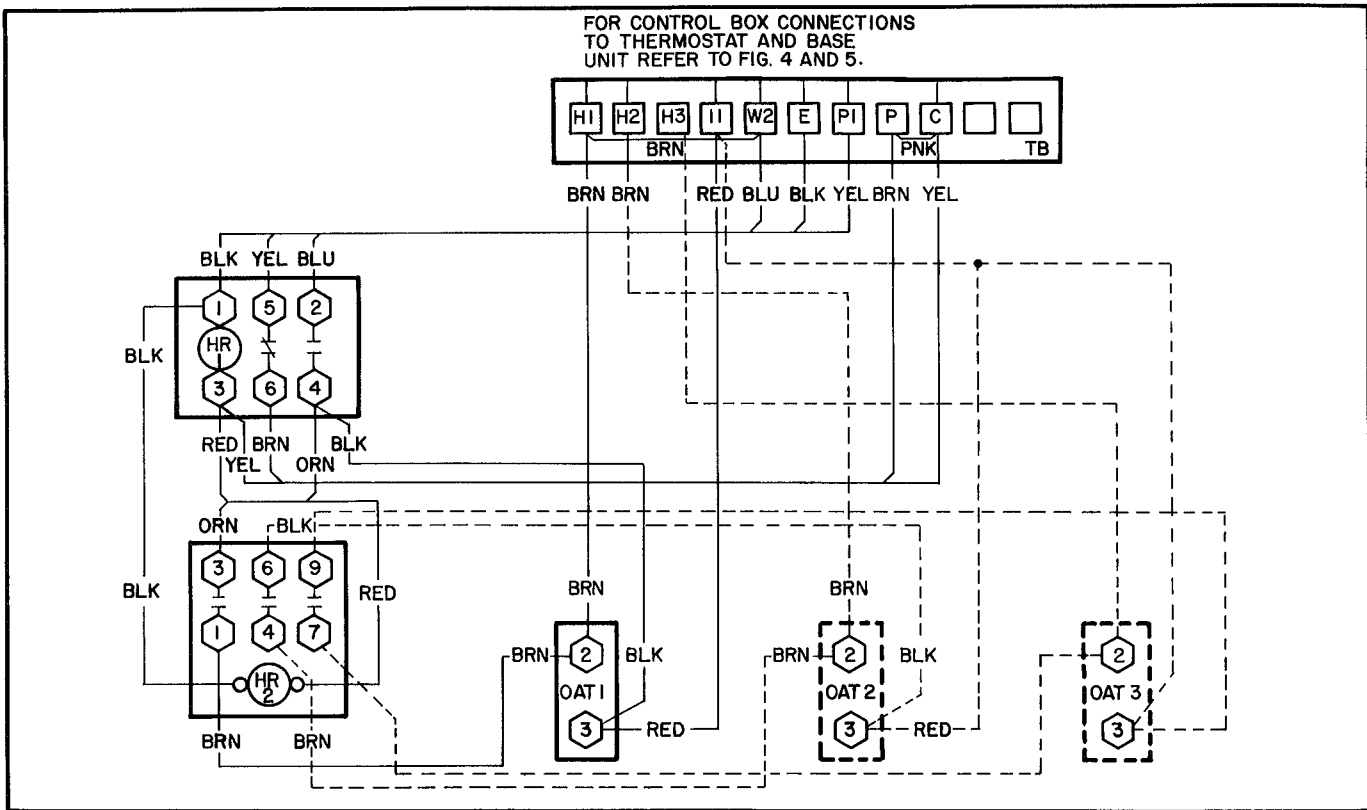 FOR CONTROL BOX CONNECTIONS
TO THERMOSTAT AND BASE
UNIT REFER TO FIG. 4 AND 5.
H1 H2 H3 11 W2 E P1 P C
BRN PNK TB
BRN BRN RED BLU BLK YEL BRN YEL
BLK YEL BLU
1 5 2
HR
1
BLK
3 6 4
RED BRN BLK
YEL ORN
ORN BLK
3 6 9
BLK RED
BRN BRN
1 4 7
BRN 2 BLK BRN 2 BLK 2
HR
2
OAT 1 OAT 2 OAT 3
3 RED 3 RED 3
BRN BRN